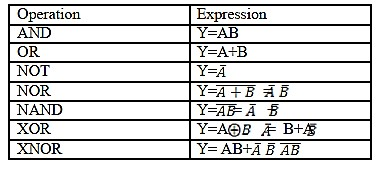 Operation Expression
AND Y=AB
OR Y=A+B
NOT Y=A̅
NOR Y=A̅ ̅+̅ ̅B̅ = A̅ B̅
NAND Y=A̅B̅= A̅ B̅
XOR Y=A⊕B A̅= B+AB̅
XNOR Y= AB+A̅ B̅ A̅B̅